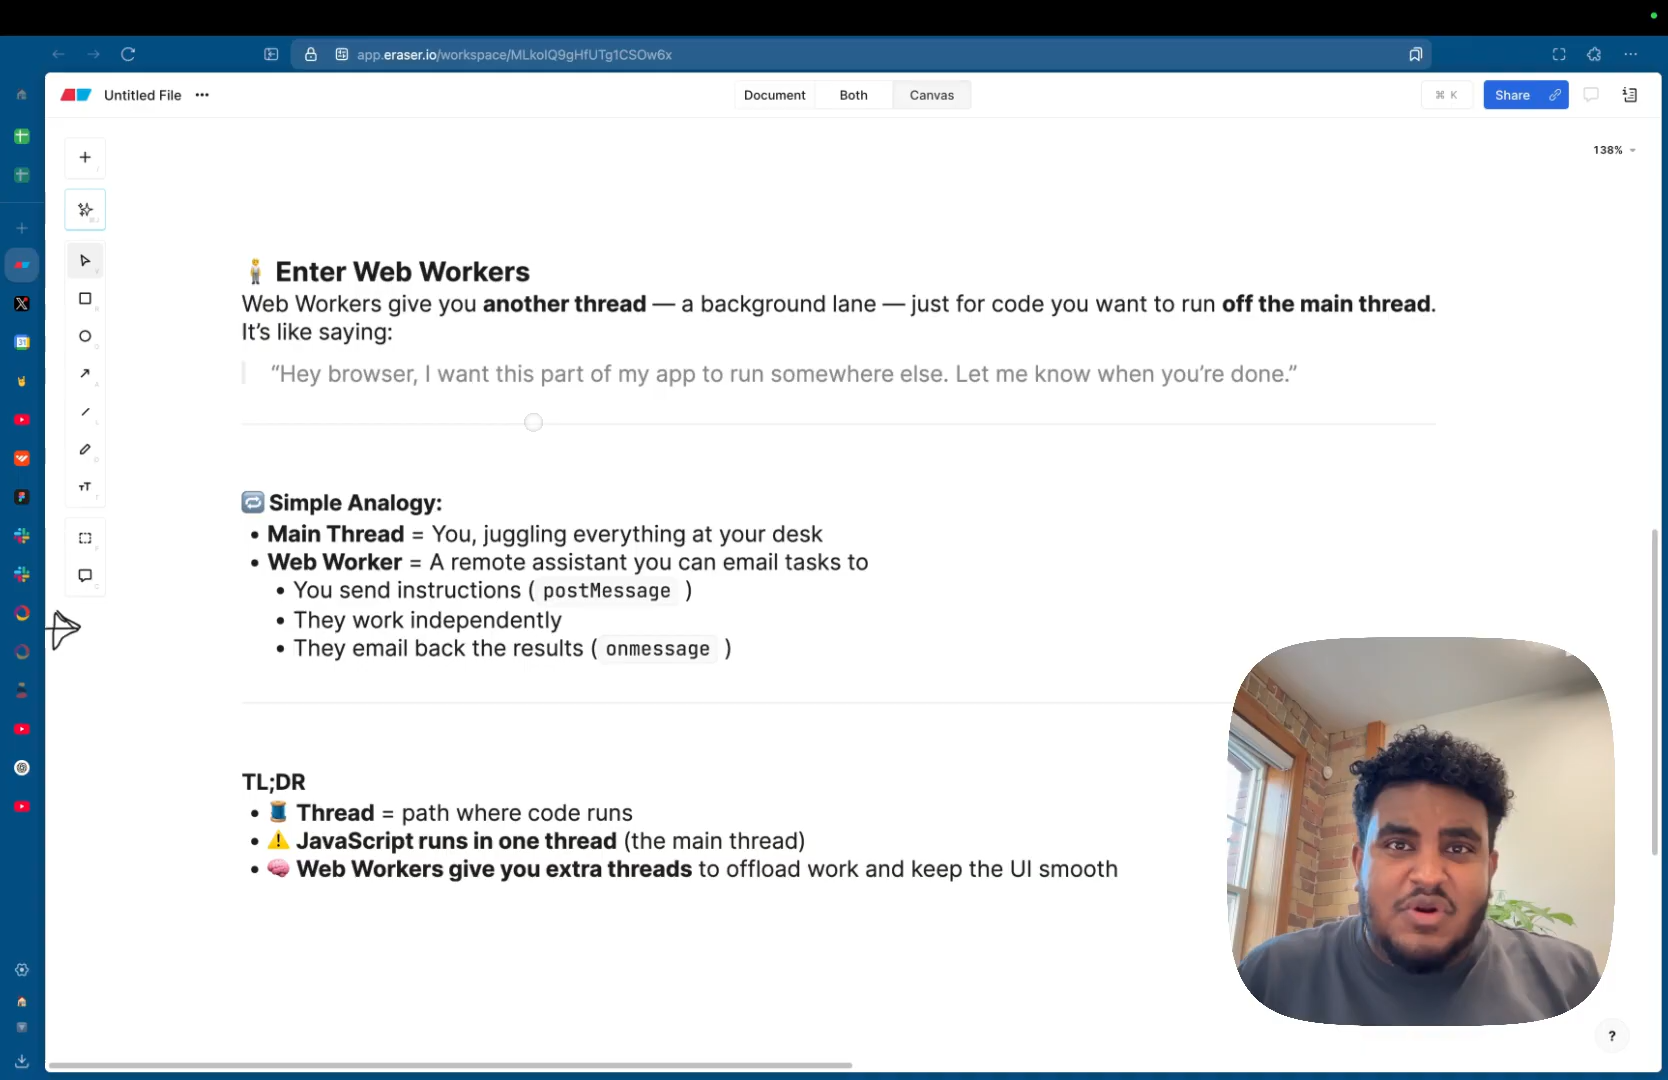 app.eraser.io/workspace/MLkolQ9gHfUTg1CSOw6x
Untitled File
Document Both Canvas
⌘ K
Share
138%
🧍 Enter Web Workers
Web Workers give you another thread — a background lane — just for code you want to run off the main thread.
It’s like saying:
“Hey browser, I want this part of my app to run somewhere else. Let me know when you’re done.”
🔁 Simple Analogy:
• Main Thread = You, juggling everything at your desk
• Web Worker = A remote assistant you can email tasks to
• You send instructions ( postMessage )
• They work independently
• They email back the results ( onmessage )
TL;DR
• 🧵 Thread = path where code runs
• ⚠️ JavaScript runs in one thread (the main thread)
• 🧠 Web Workers give you extra threads to offload work and keep the UI smooth
?